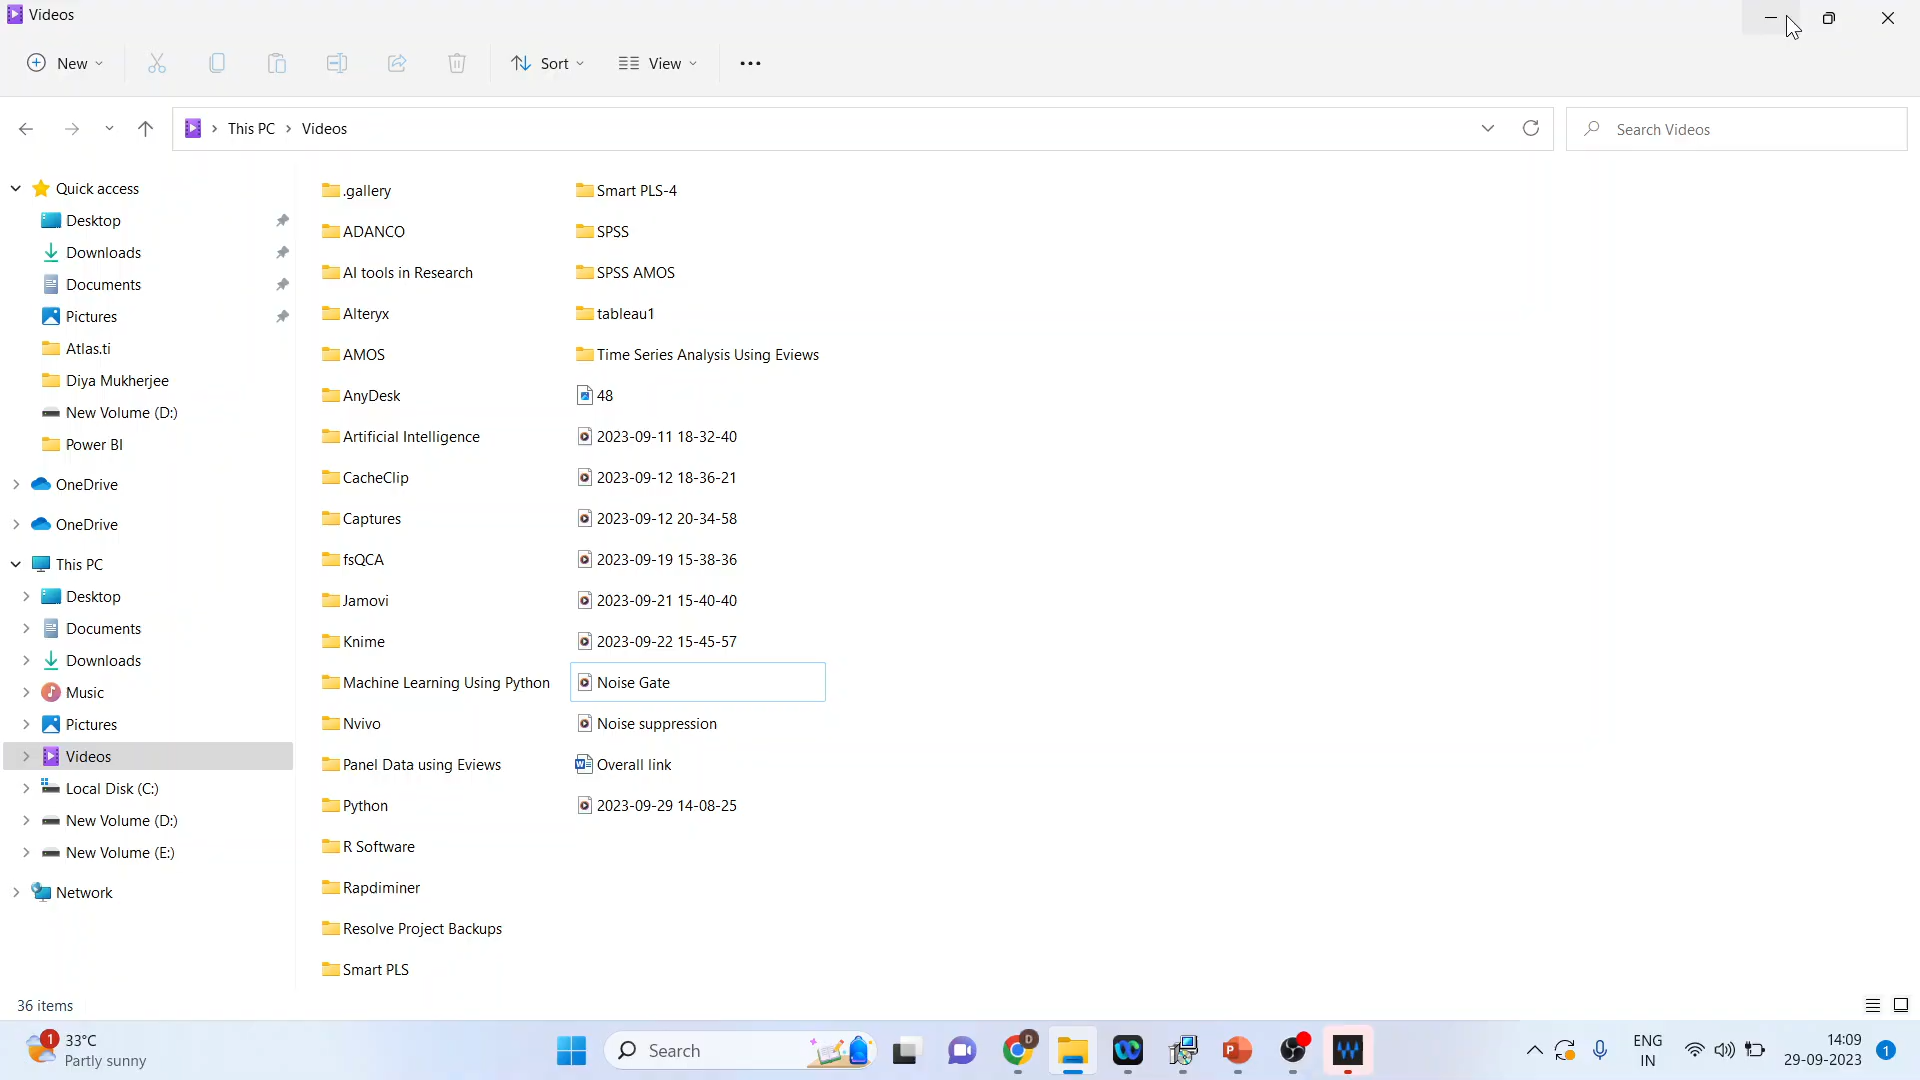 Videos
New
Sort
View
This PC
Videos
Search Videos
Quick access
Desktop
Downloads
Documents
Pictures
Atlas.ti
Diya Mukherjee
New Volume (D:)
Power BI
OneDrive
OneDrive
This PC
Desktop
Documents
Downloads
Music
Pictures
Videos
Local Disk (C:)
New Volume (D:)
New Volume (E:)
Network
.gallery
ADANCO
AI tools in Research
Alteryx
AMOS
AnyDesk
Artificial Intelligence
CacheClip
Captures
fsQCA
Jamovi
Knime
Machine Learning Using Python
Nvivo
Panel Data using Eviews
Python
R Software
Rapdiminer
Resolve Project Backups
Smart PLS
Smart PLS-4
SPSS
SPSS AMOS
tableau1
Time Series Analysis Using Eviews
48
2023-09-11 18-32-40
2023-09-12 18-36-21
2023-09-12 20-34-58
2023-09-19 15-38-36
2023-09-21 15-40-40
2023-09-22 15-45-57
Noise Gate
Noise suppression
Overall link
2023-09-29 14-08-25
36 items
1
33°C
Partly sunny
Search
D
ENG
IN
14:09
29-09-2023
1